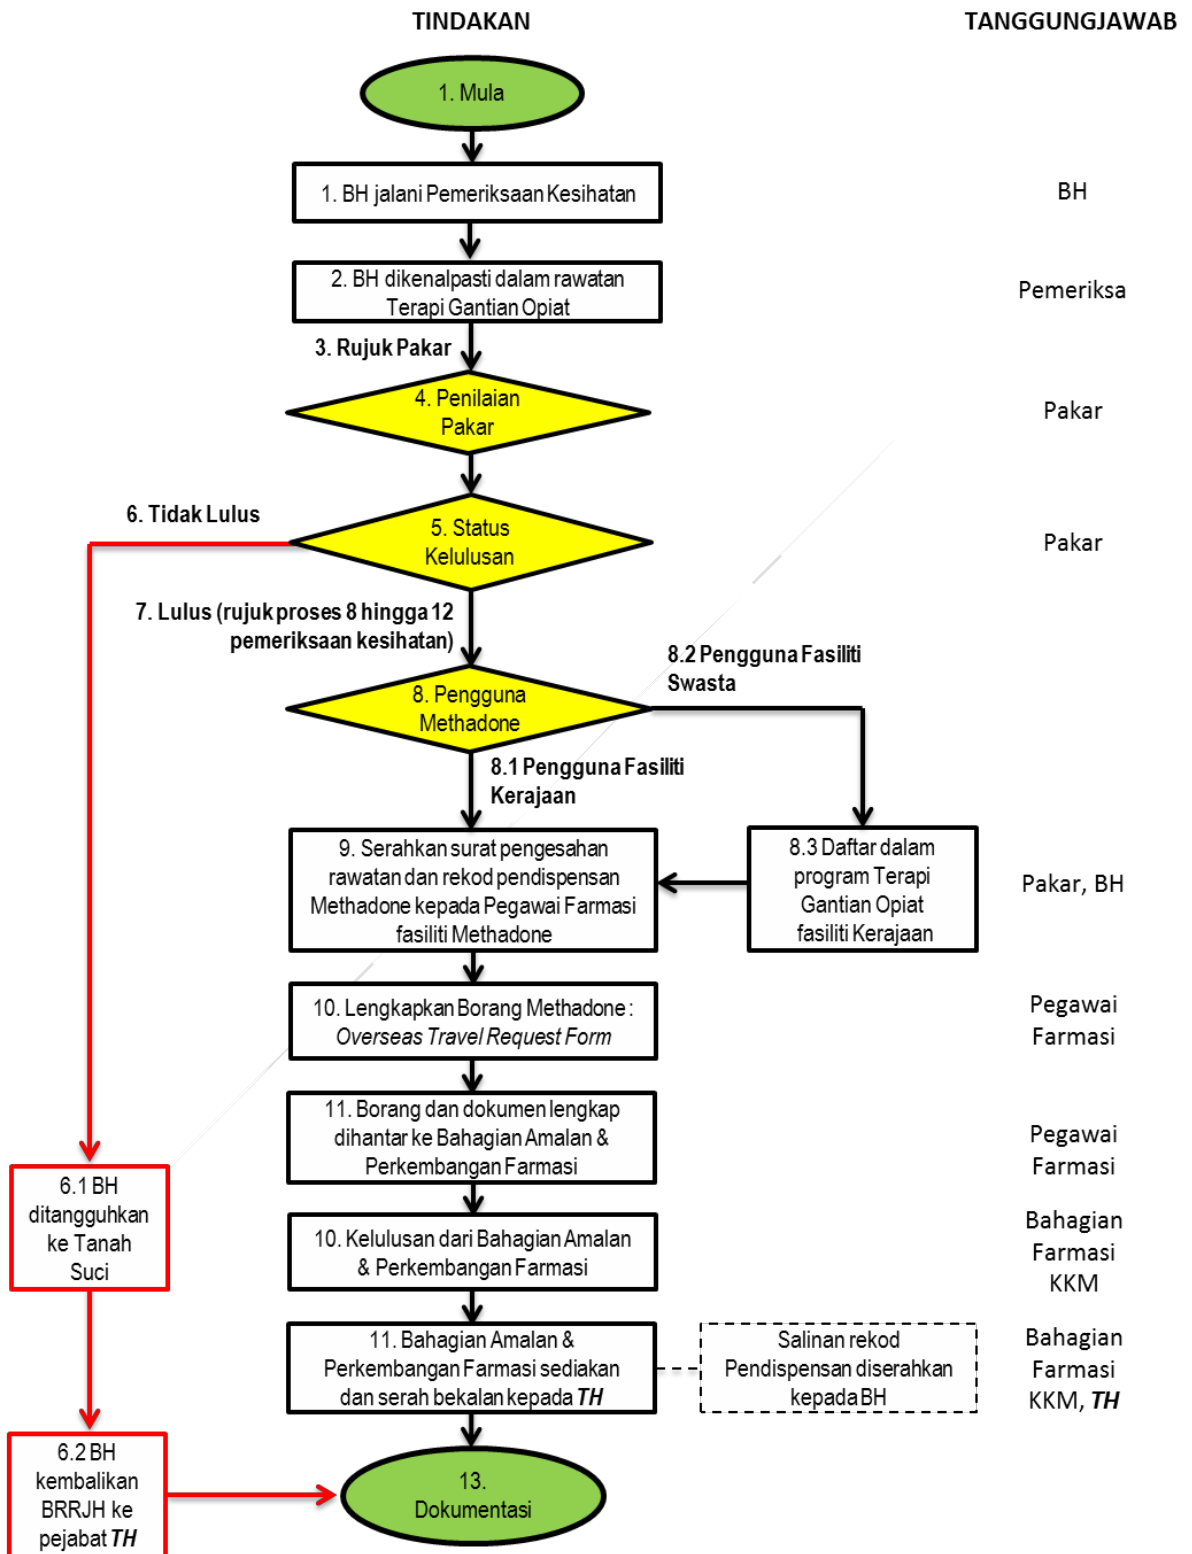 TINDAKAN
TANGGUNGJAWAB
1. Mula
1. BH jalani Pemeriksaan Kesihatan
BH
2. BH dikenalpasti dalam rawatan
Terapi Gantian Opiat
Pemeriksa
3. Rujuk Pakar
4. Penilaian
Pakar
Pakar
6. Tidak Lulus
5. Status
Kelulusan
Pakar
7. Lulus (rujuk proses 8 hingga 12
pemeriksaan kesihatan)
8.2 Pengguna Fasiliti
Swasta
8. Pengguna
Methadone
8.1 Pengguna Fasiliti
Kerajaan
9. Serahkan surat pengesahan
rawatan dan rekod pendispensan
Methadone kepada Pegawai Farmasi
fasiliti Methadone
8.3 Daftar dalam
program Terapi
Gantian Opiat
fasiliti Kerajaan
Pakar, BH
10. Lengkapkan Borang Methadone :
Overseas Travel Request Form
Pegawai
Farmasi
11. Borang dan dokumen lengkap
dihantar ke Bahagian Amalan &
Perkembangan Farmasi
Pegawai
Farmasi
6.1 BH
ditangguhkan
ke Tanah
Suci
10. Kelulusan dari Bahagian Amalan
& Perkembangan Farmasi
Bahagian
Farmasi
KKM
11. Bahagian Amalan &
Perkembangan Farmasi sediakan
dan serah bekalan kepada TH
Salinan rekod
Pendispensan diserahkan
kepada BH
Bahagian
Farmasi
KKM, TH
6.2 BH
kembalikan
BRRJH ke
pejabat TH
13.
Dokumentasi